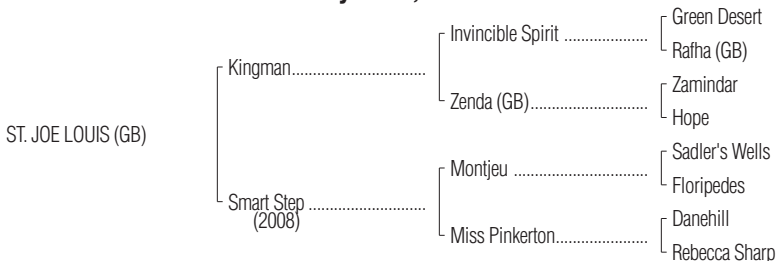 Green Desert
Invincible Spirit ....................
Rafha (GB)
Kingman................................
Zamindar
Zenda (GB)............................
Hope
ST. JOE LOUIS (GB)
Sadler's Wells
Montjeu ................................
Floripedes
Smart Step ............................
(2008)
Danehill
Miss Pinkerton......................
Rebecca Sharp